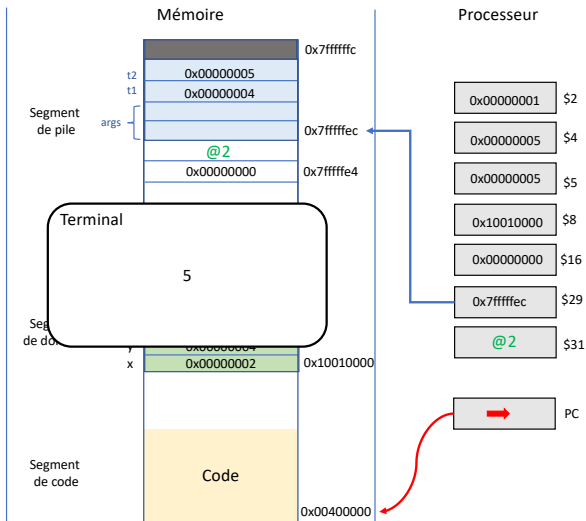 Mémoire
Processeur
0x7ffffffc
t2 0x00000005
t1 0x00000004
args
Segment
de pile
0x7fffffec
@2
0x00000000 0x7fffffe4
0x00000001 $2
0x00000005 $4
0x00000005 $5
0x10010000 $8
0x00000000 $16
0x7fffffec $29
@2 $31
PC
Terminal
5
x 0x00000002 0x10010000
Segment
de code
Code
0x00400000